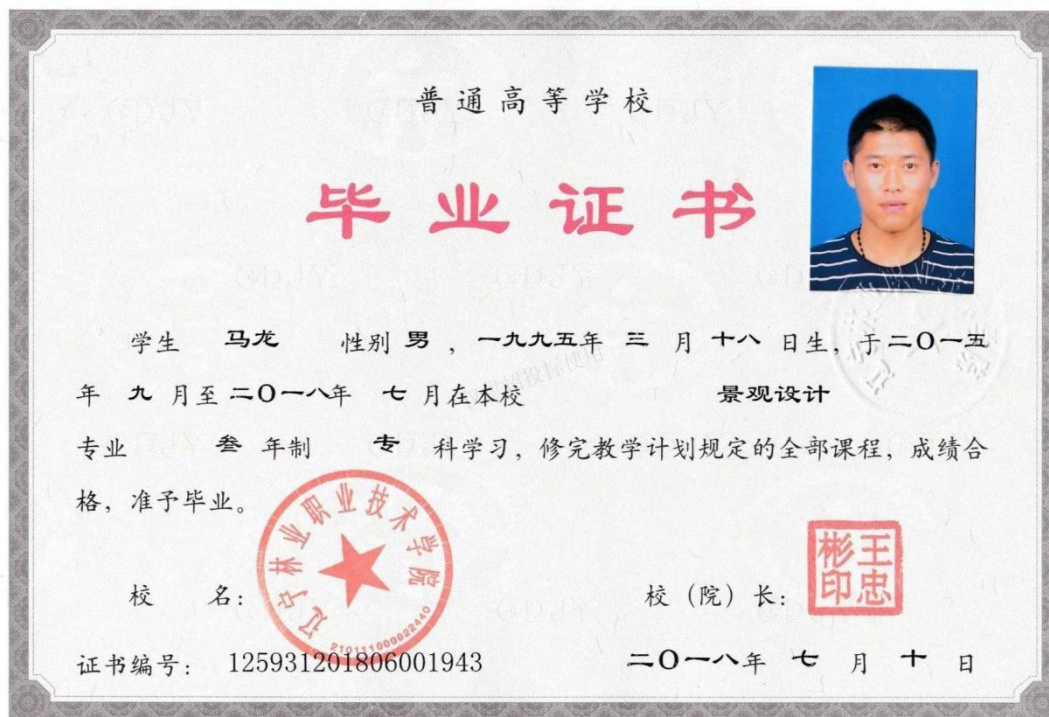 普通高等学校
毕业证书
学生 马龙 性别 男 ，一九九五年 三 月 十八 日生，于二〇一五
年 九 月至 二〇一八年 七 月在本校 景观设计
专业 叁 年制 专 科学习，修完教学计划规定的全部课程，成绩合
格，准予毕业。
辽宁林业职业技术学院
2101110000022440
校 名： 校（院）长：
王忠彬印
证书编号： 125931201806001943 二〇一八年 七 月 十 日